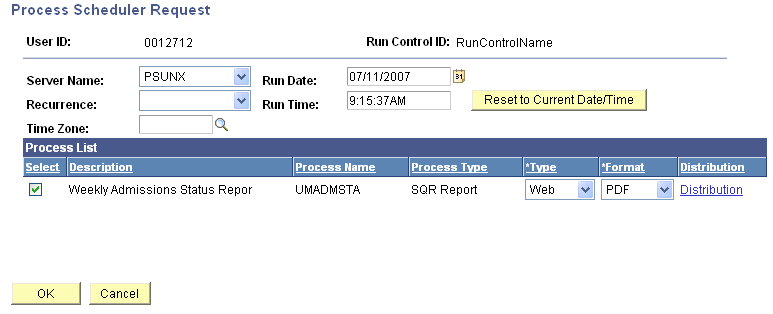 Process Scheduler Request
User ID: 0012712 Run Control ID: RunControlName
Server Name: PSUNX Run Date: 07/11/2007 31
Recurrence: Run Time: 9:15:37AM Reset to Current Date/Time
Time Zone:
Process List
Select Description Process Name Process Type *Type *Format Distribution
Weekly Admissions Status Repor UMADMSTA SQR Report Web PDF Distribution
OK Cancel